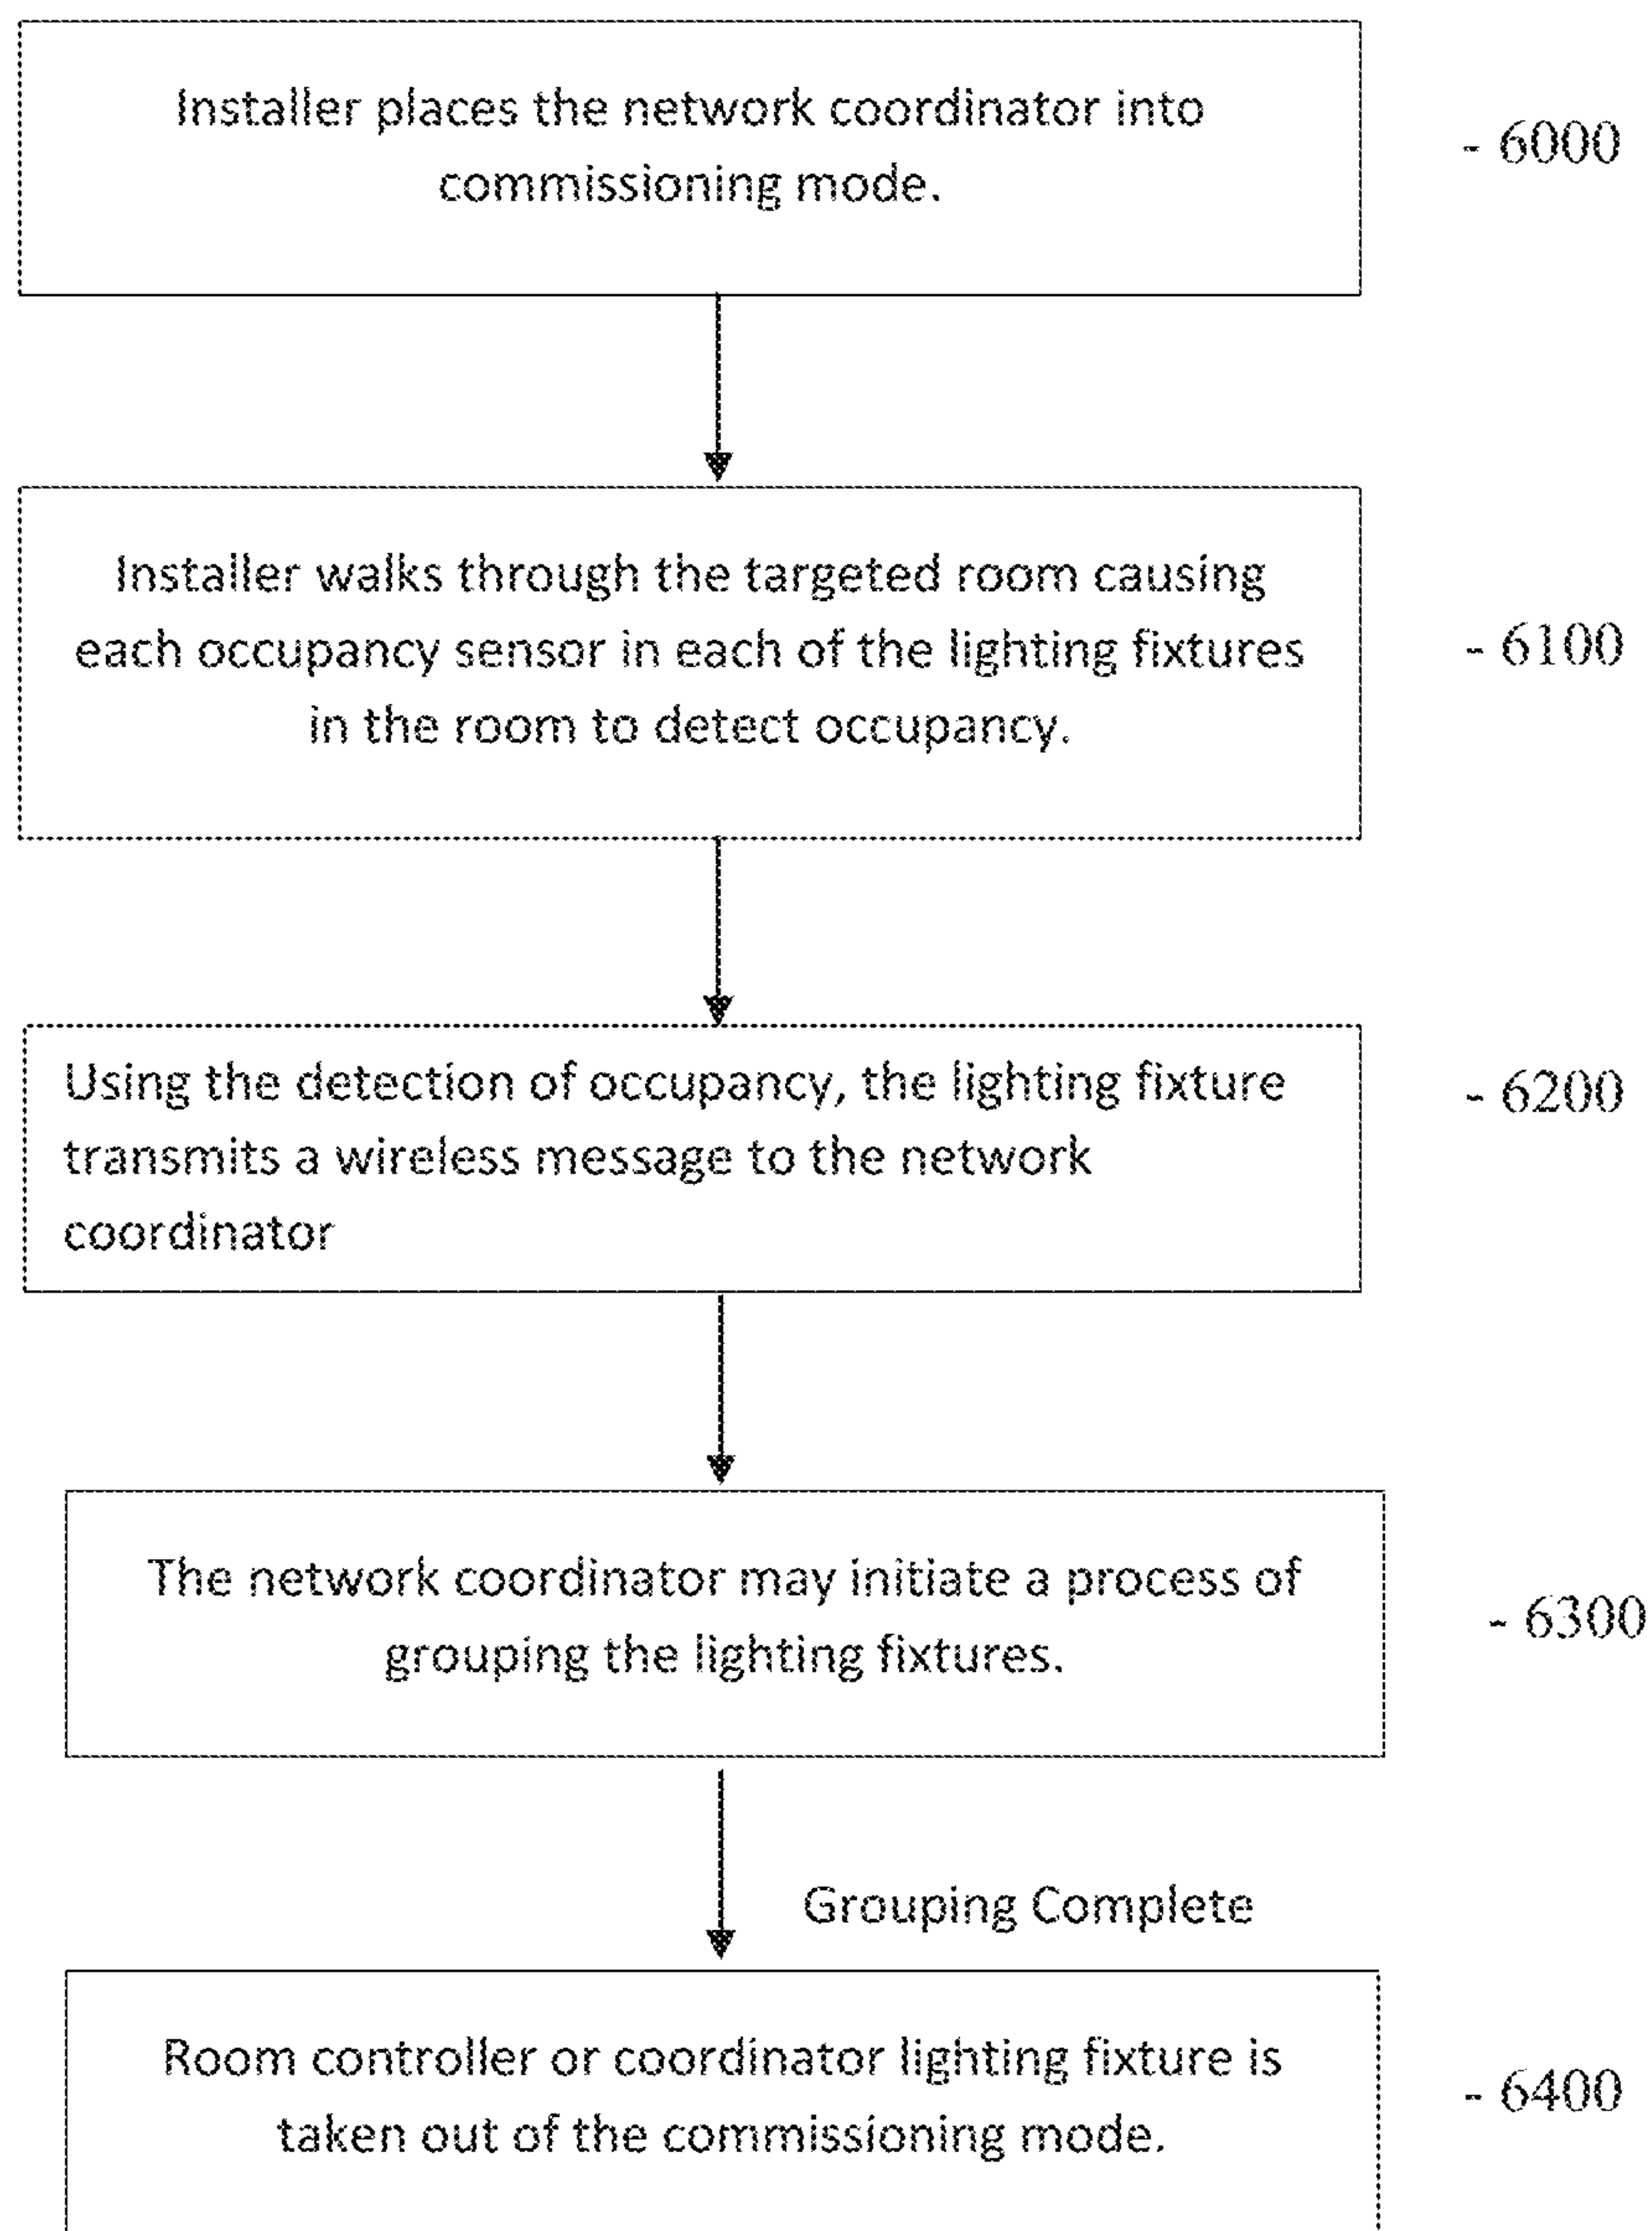 Installer places the network coordinator into
commissioning mode.
- 6000
Installer walks through the targeted room causing
each occupancy sensor in each of the lighting fixtures
in the room to detect occupancy.
- 6100
Using the detection of occupancy, the lighting fixture
transmits a wireless message to the network
coordinator
- 6200
The network coordinator may initiate a process of
grouping the lighting fixtures.
- 6300
Grouping Complete
Room controller or coordinator lighting fixture is
taken out of the commissioning mode.
- 6400